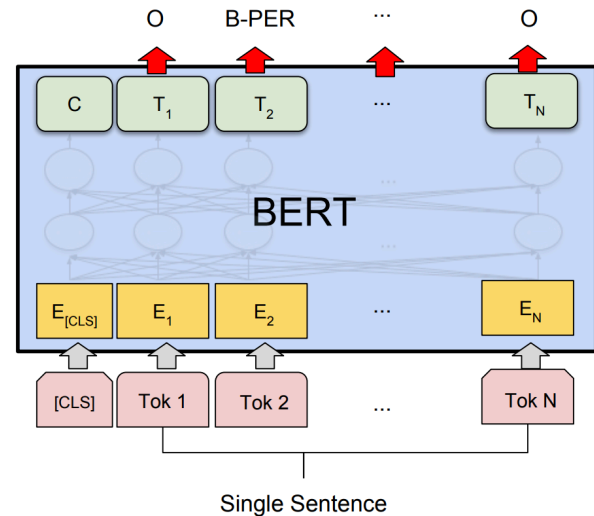 O B-PER ... O
C T1 T2 ... TN
...
BERT
...
E[CLS] E1 E2 ... EN
[CLS] Tok 1 Tok 2 ... Tok N
Single Sentence